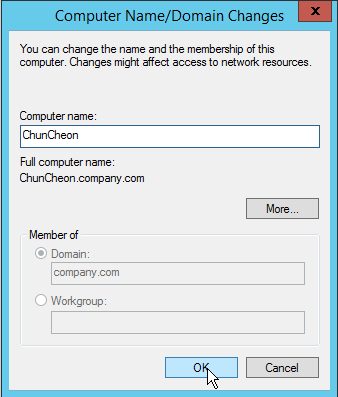 Computer Name/Domain Changes
x
You can change the name and the membership of this
computer. Changes might affect access to network resources.
Computer name:
ChunCheon
Full computer name:
ChunCheon.company.com
More...
Member of
Domain:
company.com
Workgroup:
OK
Cancel